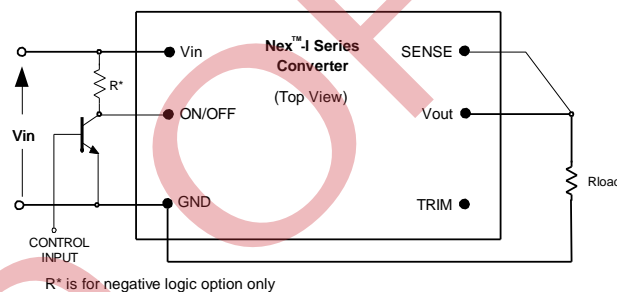 Nex™-I Series
Converter
(Top View)
Vin
SENSE
R*
ON/OFF
Vout
Vin
Rload
GND
TRIM
CONTROL
INPUT
R* is for negative logic option only